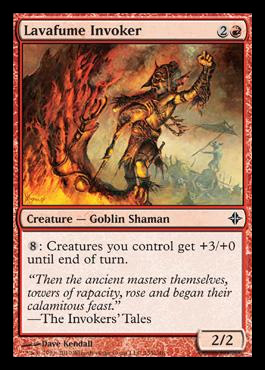 Lavafume Invoker 2
Creature — Goblin Shaman
8: Creatures you control get +3/+0
until end of turn.
“Then the ancient masters themselves,
towers of rapacity, rose and began their
calamitous feast.”
—The Invokers’ Tales
Dave Kendall
2/2